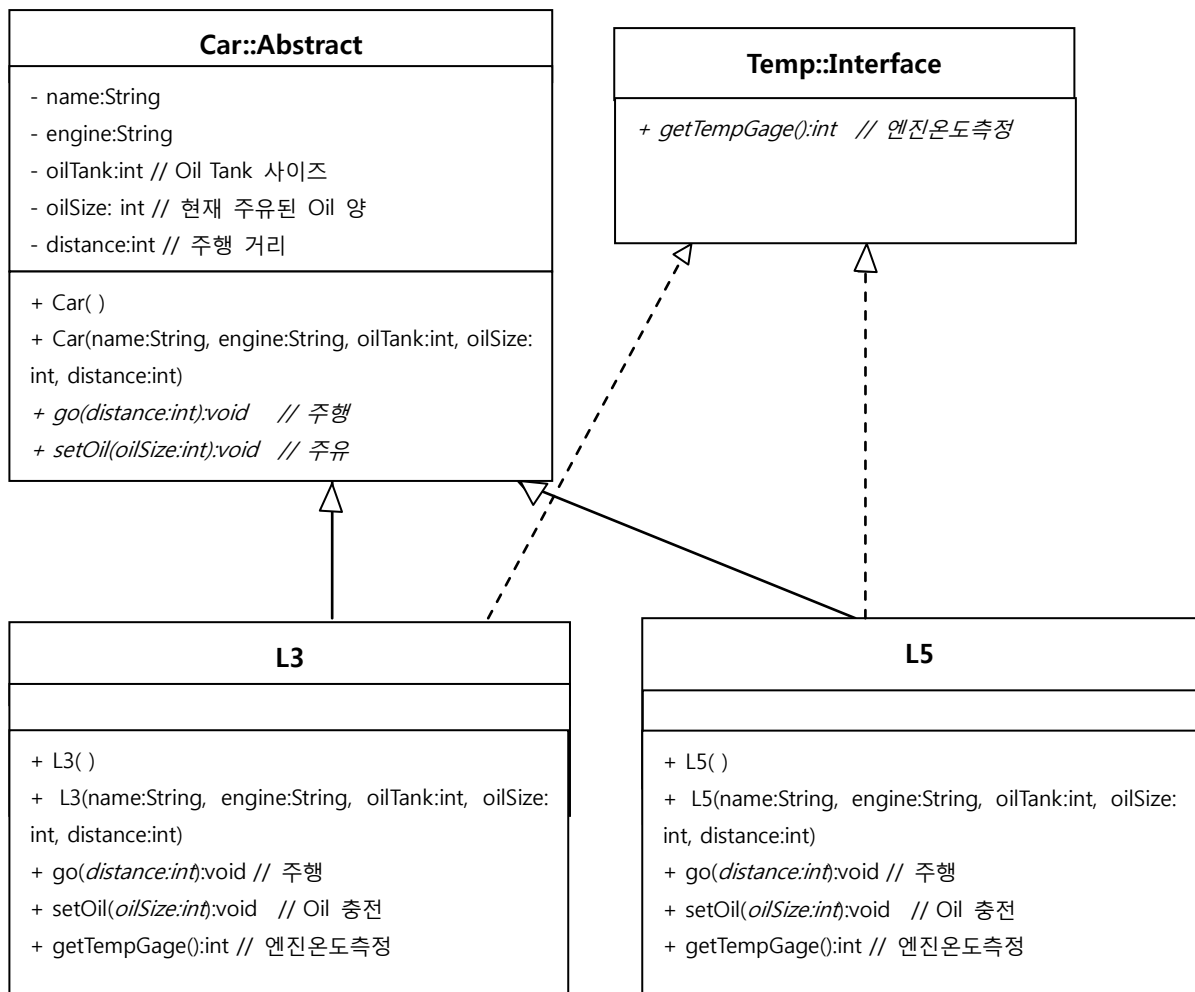 Car::Abstract
- name:String
- engine:String
- oilTank:int // Oil Tank 사이즈
- oilSize: int // 현재 주유된 Oil 양
- distance:int // 주행 거리
+ Car( )
+ Car(name:String, engine:String, oilTank:int, oilSize:
int, distance:int)
+ go(distance:int):void // 주행
+ setOil(oilSize:int):void // 주유
Temp::Interface
+ getTempGage():int // 엔진온도측정
L3
+ L3( )
+ L3(name:String, engine:String, oilTank:int, oilSize:
int, distance:int)
+ go(distance:int):void // 주행
+ setOil(oilSize:int):void // Oil 충전
+ getTempGage():int // 엔진온도측정
L5
+ L5( )
+ L5(name:String, engine:String, oilTank:int, oilSize:
int, distance:int)
+ go(distance:int):void // 주행
+ setOil(oilSize:int):void // Oil 충전
+ getTempGage():int // 엔진온도측정